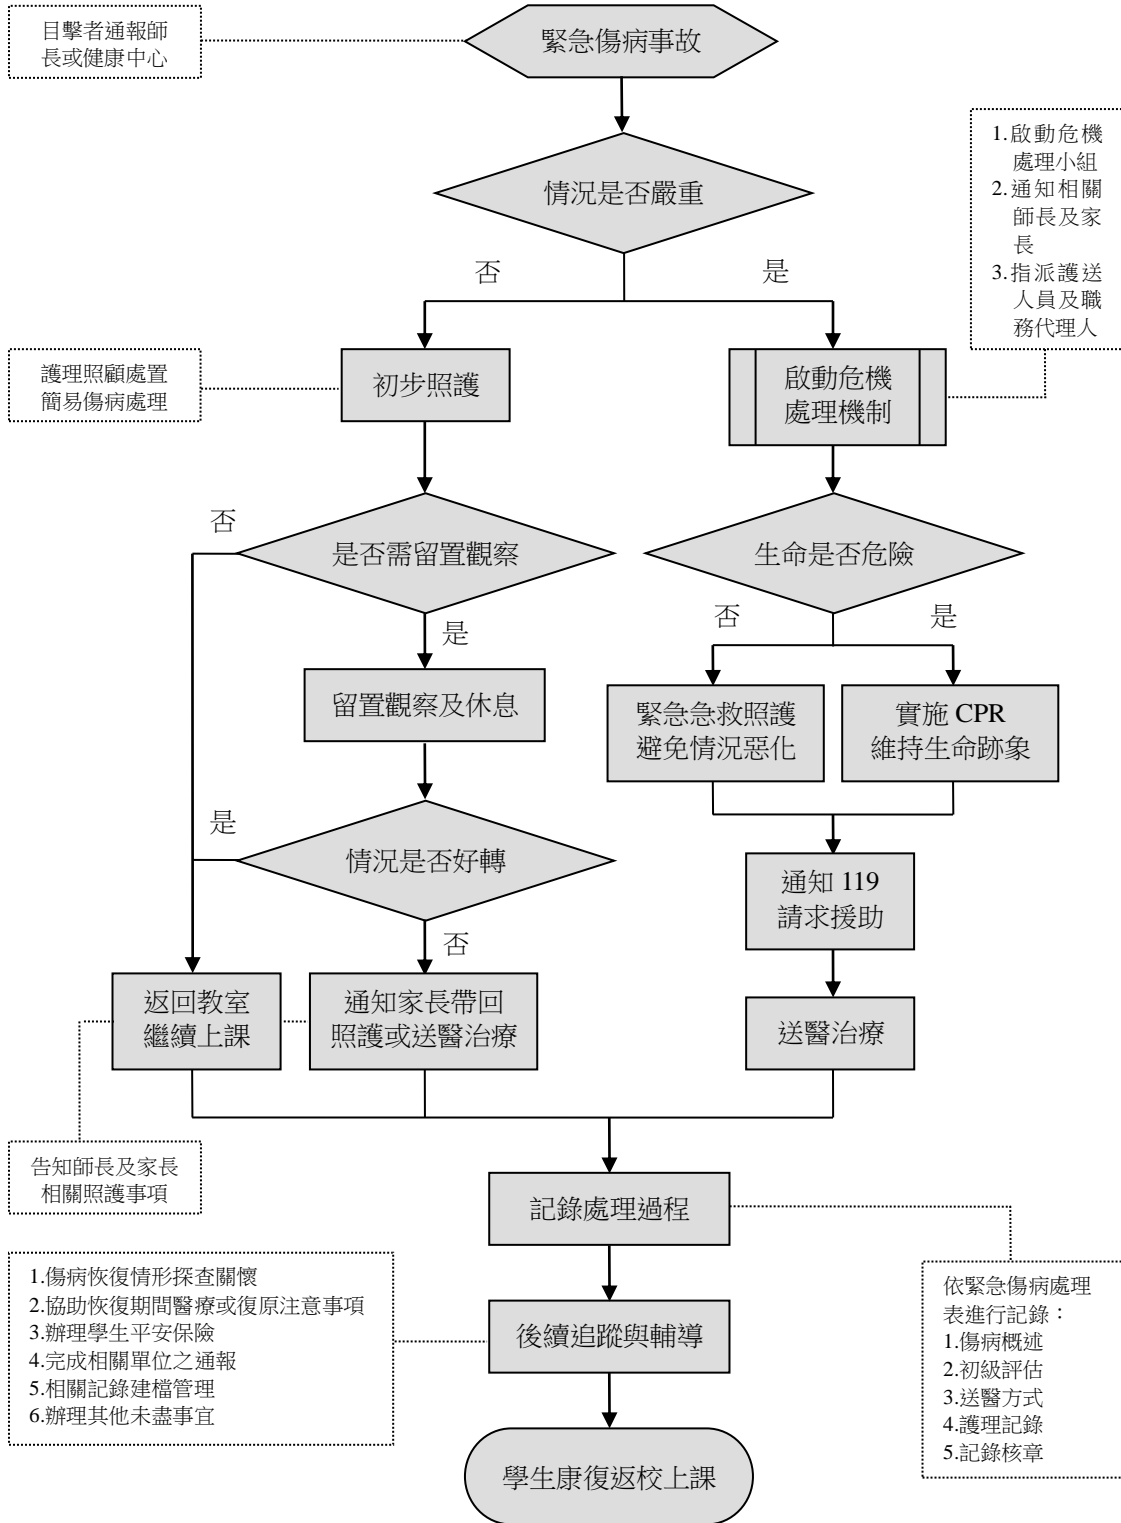 目擊者通報師
長或健康中心
緊急傷病事故
情況是否嚴重
1.啟動危機
處理小組
2.通知相關
師長及家
長
3.指派護送
人員及職
務代理人
否
是
護理照顧處置
簡易傷病處理
初步照護
啟動危機
處理機制
否
是否需留置觀察
生命是否危險
是
否
是
留置觀察及休息
緊急急救照護
避免情況惡化
實施 CPR
維持生命跡象
是
情況是否好轉
通知 119
請求援助
否
返回教室
繼續上課
通知家長帶回
照護或送醫治療
送醫治療
告知師長及家長
相關照護事項
記錄處理過程
1.傷病恢復情形探查關懷
2.協助恢復期間醫療或復原注意事項
3.辦理學生平安保險
4.完成相關單位之通報
5.相關記錄建檔管理
6.辦理其他未盡事宜
後續追蹤與輔導
依緊急傷病處理
表進行記錄：
1.傷病概述
2.初級評估
3.送醫方式
4.護理記錄
5.記錄核章
學生康復返校上課